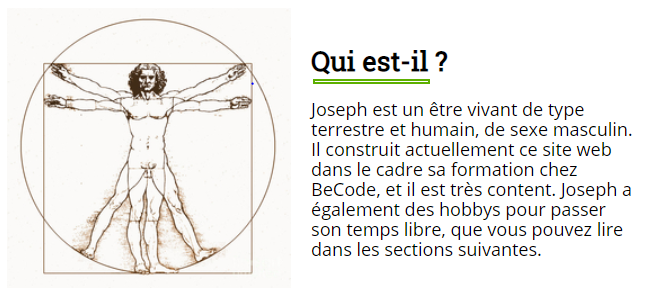 Qui est-il ?
Joseph est un être vivant de type
terrestre et humain, de sexe masculin.
Il construit actuellement ce site web
dans le cadre sa formation chez
BeCode, et il est très content. Joseph a
également des hobbys pour passer
son temps libre, que vous pouvez lire
dans les sections suivantes.